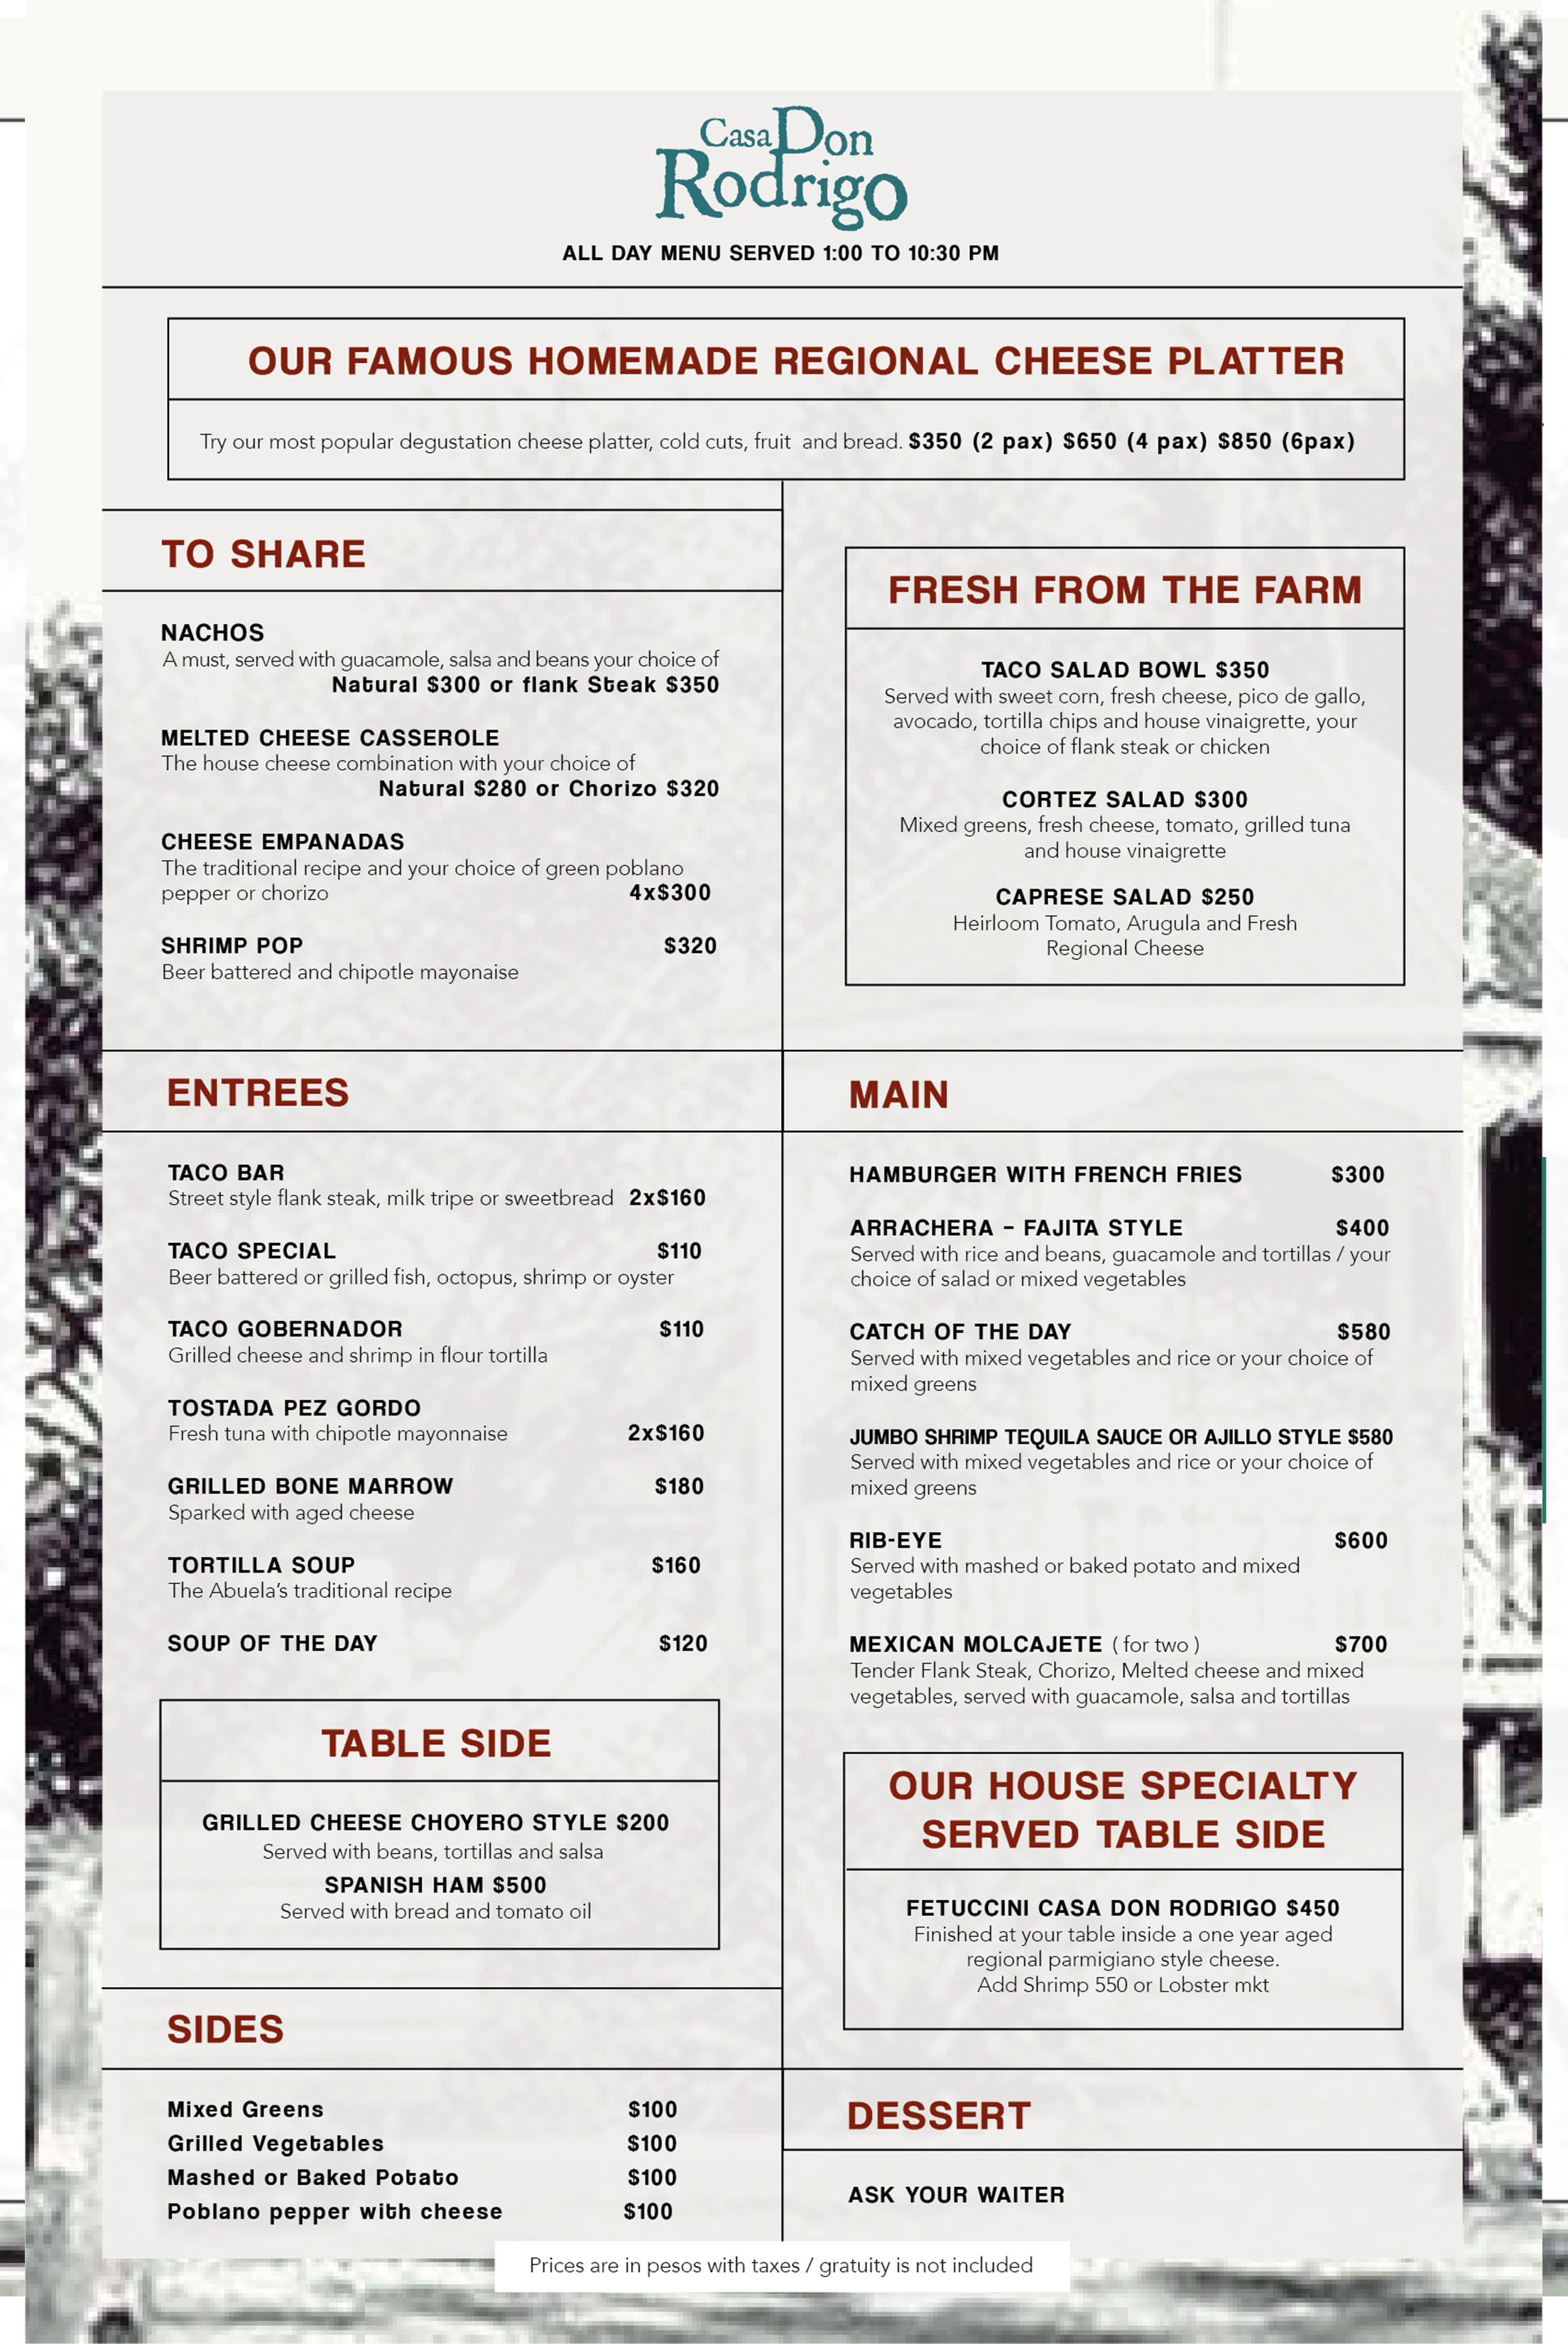 Casa Don
Rodrigo
ALL DAY MENU SERVED 1:00 TO 10:30 PM
OUR FAMOUS HOMEMADE REGIONAL CHEESE PLATTER
Try our most popular degustation cheese platter, cold cuts, fruit and bread. $350 (2 pax) $650 (4 pax) $850 (6pax)
TO SHARE
NACHOS
A must, served with guacamole, salsa and beans your choice of
Natural $300 or flank Steak $350
MELTED CHEESE CASSEROLE
The house cheese combination with your choice of
Natural $280 or Chorizo $320
CHEESE EMPANADAS
The traditional recipe and your choice of green poblano
pepper or chorizo 4x$300
SHRIMP POP $320
Beer battered and chipotle mayonaise
FRESH FROM THE FARM
TACO SALAD BOWL $350
Served with sweet corn, fresh cheese, pico de gallo,
avocado, tortilla chips and house vinaigrette, your
choice of flank steak or chicken
CORTEZ SALAD $300
Mixed greens, fresh cheese, tomato, grilled tuna
and house vinaigrette
CAPRESE SALAD $250
Heirloom Tomato, Arugula and Fresh
Regional Cheese
ENTREES
TACO BAR
Street style flank steak, milk tripe or sweetbread 2x$160
TACO SPECIAL $110
Beer battered or grilled fish, octopus, shrimp or oyster
TACO GOBERNADOR $110
Grilled cheese and shrimp in flour tortilla
TOSTADA PEZ GORDO
Fresh tuna with chipotle mayonnaise 2x$160
GRILLED BONE MARROW $180
Sparked with aged cheese
TORTILLA SOUP $160
The Abuela's traditional recipe
SOUP OF THE DAY $120
TABLE SIDE
GRILLED CHEESE CHOYERO STYLE $200
Served with beans, tortillas and salsa
SPANISH HAM $500
Served with bread and tomato oil
SIDES
Mixed Greens $100
Grilled Vegetables $100
Mashed or Baked Potato $100
Poblano pepper with cheese $100
MAIN
HAMBURGER WITH FRENCH FRIES $300
ARRACHERA – FAJITA STYLE $400
Served with rice and beans, guacamole and tortillas / your
choice of salad or mixed vegetables
CATCH OF THE DAY $580
Served with mixed vegetables and rice or your choice of
mixed greens
JUMBO SHRIMP TEQUILA SAUCE OR AJILLO STYLE $580
Served with mixed vegetables and rice or your choice of
mixed greens
RIB-EYE $600
Served with mashed or baked potato and mixed
vegetables
MEXICAN MOLCAJETE ( for two ) $700
Tender Flank Steak, Chorizo, Melted cheese and mixed
vegetables, served with guacamole, salsa and tortillas
OUR HOUSE SPECIALTY
SERVED TABLE SIDE
FETUCCINI CASA DON RODRIGO $450
Finished at your table inside a one year aged
regional parmigiano style cheese.
Add Shrimp 550 or Lobster mkt
DESSERT
ASK YOUR WAITER
Prices are in pesos with taxes / gratuity is not included